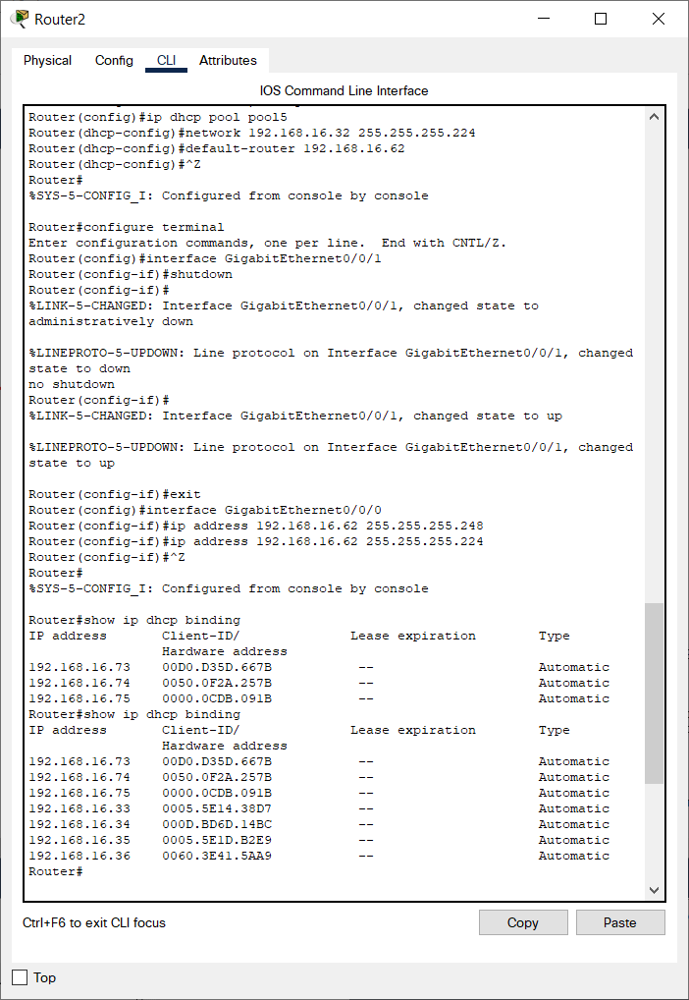 Router2
Physical Config CLI Attributes
IOS Command Line Interface
Router(config)#ip dhcp pool pool5
Router(dhcp-config)#network 192.168.16.32 255.255.255.224
Router(dhcp-config)#default-router 192.168.16.62
Router(dhcp-config)#^Z
Router#
%SYS-5-CONFIG_I: Configured from console by console
Router#configure terminal
Enter configuration commands, one per line.  End with CNTL/Z.
Router(config)#interface GigabitEthernet0/0/1
Router(config-if)#shutdown
Router(config-if)#
%LINK-5-CHANGED: Interface GigabitEthernet0/0/1, changed state to
administratively down
%LINEPROTO-5-UPDOWN: Line protocol on Interface GigabitEthernet0/0/1, changed
state to down
no shutdown
Router(config-if)#
%LINK-5-CHANGED: Interface GigabitEthernet0/0/1, changed state to up
%LINEPROTO-5-UPDOWN: Line protocol on Interface GigabitEthernet0/0/1, changed
state to up
Router(config-if)#exit
Router(config)#interface GigabitEthernet0/0/0
Router(config-if)#ip address 192.168.16.62 255.255.255.248
Router(config-if)#ip address 192.168.16.62 255.255.255.224
Router(config-if)#^Z
Router#
%SYS-5-CONFIG_I: Configured from console by console
Router#show ip dhcp binding
IP address       Client-ID/              Lease expiration        Type
                 Hardware address
192.168.16.73    00D0.D35D.667B           --                     Automatic
192.168.16.74    0050.0F2A.257B           --                     Automatic
192.168.16.75    0000.0CDB.091B           --                     Automatic
Router#show ip dhcp binding
IP address       Client-ID/              Lease expiration        Type
                 Hardware address
192.168.16.73    00D0.D35D.667B           --                     Automatic
192.168.16.74    0050.0F2A.257B           --                     Automatic
192.168.16.75    0000.0CDB.091B           --                     Automatic
192.168.16.33    0005.5E14.38D7           --                     Automatic
192.168.16.34    000D.BD6D.14BC           --                     Automatic
192.168.16.35    0005.5E1D.B2E9           --                     Automatic
192.168.16.36    0060.3E41.5AA9           --                     Automatic
Router#
Ctrl+F6 to exit CLI focus
Copy Paste
Top